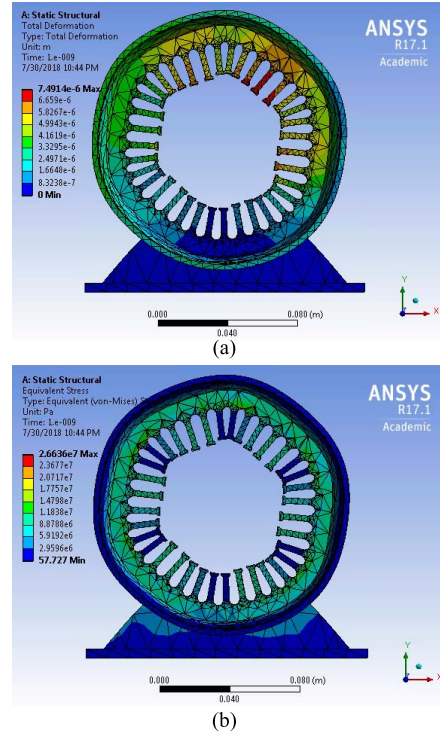 A: Static Structural
Total Deformation
Type: Total Deformation
Unit: m
Time: 1.e-009
7/30/2018 10:44 PM
ANSYS
R17.1
Academic
7.4914e-6 Max
6.659e-6
5.8267e-6
4.9943e-6
4.1619e-6
3.3295e-6
2.4971e-6
1.6648e-6
8.3238e-7
0 Min
Y
X
0.000
0.080 (m)
0.040
(a)
A: Static Structural
Equivalent Stress
Type: Equivalent (von-Mises) S
Unit: Pa
Time: 1.e-009
7/30/2018 10:44 PM
ANSYS
R17.1
Academic
2.6636e7 Max
2.3677e7
2.0717e7
1.7757e7
1.4798e7
1.1838e7
8.8788e6
5.9192e6
2.9596e6
57.727 Min
Y
X
0.000
0.080 (m)
0.040
(b)